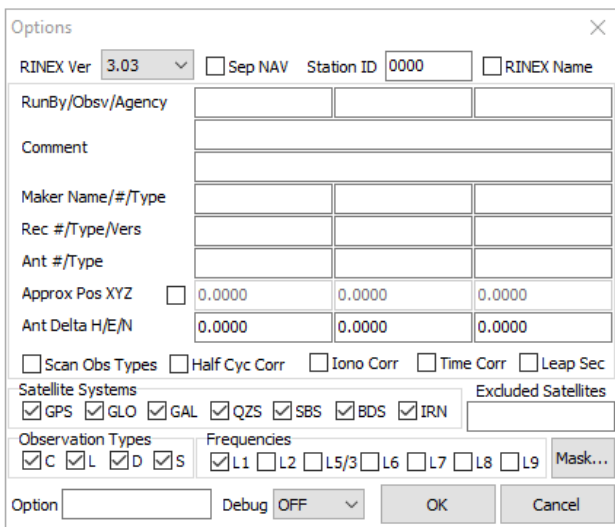 Options
RINEX Ver 3.03 Sep NAV Station ID 0000 RINEX Name
RunBy/Obsv/Agency
Comment
Maker Name/#/Type
Rec #/Type/Vers
Ant #/Type
Approx Pos XYZ 0.0000 0.0000 0.0000
Ant Delta H/E/N 0.0000 0.0000 0.0000
Scan Obs Types Half Cyc Corr Iono Corr Time Corr Leap Sec
Satellite Systems Excluded Satellites
GPS GLO GAL QZS SBS BDS IRN
Observation Types Frequencies
C L D S L1 L2 L5/3 L6 L7 L8 L9 Mask...
Option Debug OFF OK Cancel